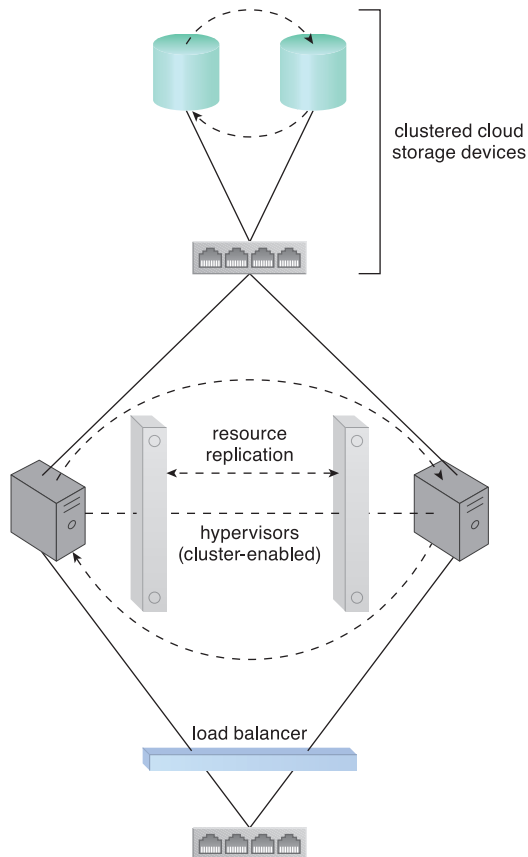 clustered cloud
storage devices
resource
replication
hypervisors
(cluster-enabled)
load balancer